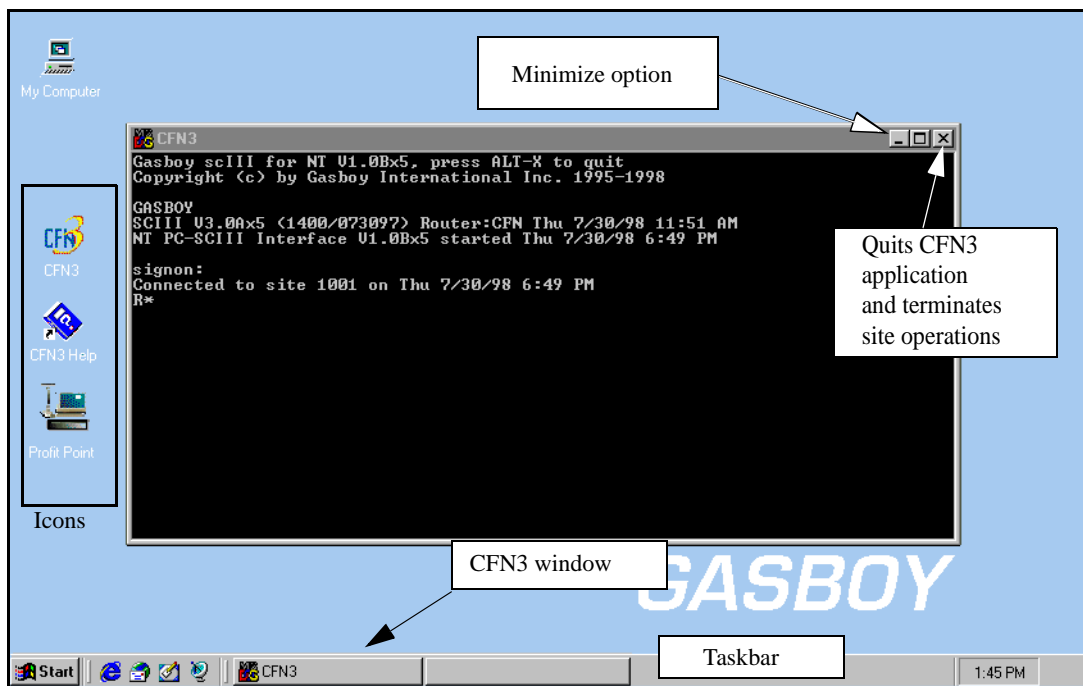 My Computer
Minimize option
CFN3
Gasboy scIII for NT V1.0Bx5, press ALT-X to quit
Copyright (c) by Gasboy International Inc. 1995-1998
GASBOY
SCIII V3.0Ax5 (1400/073097) Router:CFN Thu 7/30/98 11:51 AM
NT PC-SCIII Interface V1.0Bx5 started Thu 7/30/98 6:49 PM
signon:
Connected to site 1001 on Thu 7/30/98 6:49 PM
R*
Quits CFN3
application
and terminates
site operations
CFN3
CFN3
CFN3 Help
Profit Point
Icons
CFN3 window
GASBOY
Taskbar
Start
CFN3
1:45 PM